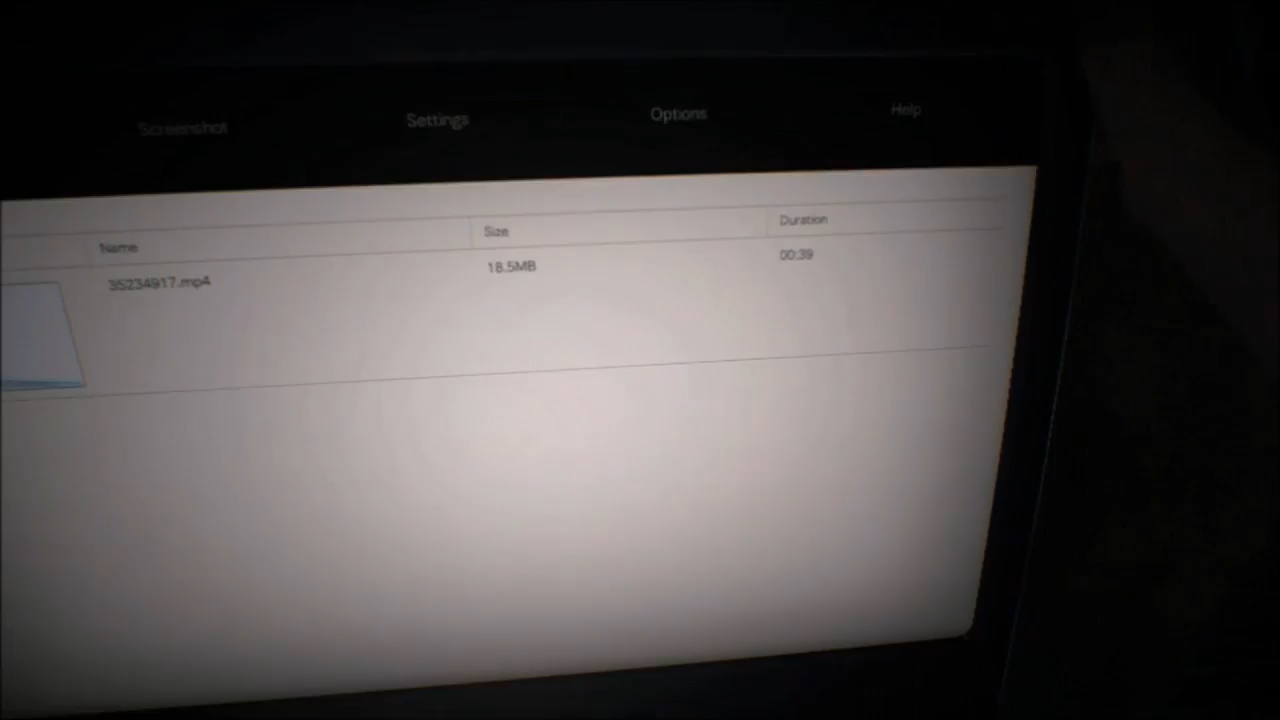 Screenshot Settings Options Help
Name Size Duration
35234917.mp4 18.5MB 00:39